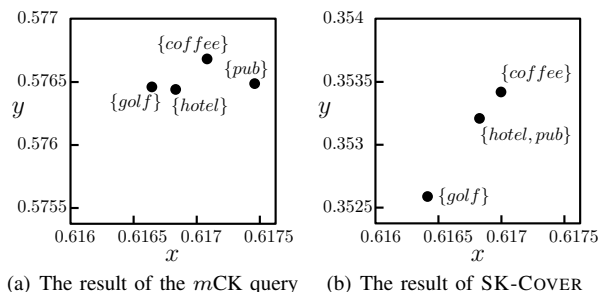 0.577
0.5765
0.576
0.5755
y
{coffee}
{pub}
{golf}
{hotel}
0.616
0.6165
0.617
0.6175
x
(a) The result of the mCK query
0.354
0.3535
0.353
0.3525
y
{coffee}
{hotel, pub}
{golf}
0.616
0.6165
0.617
0.6175
x
(b) The result of SK-COVER